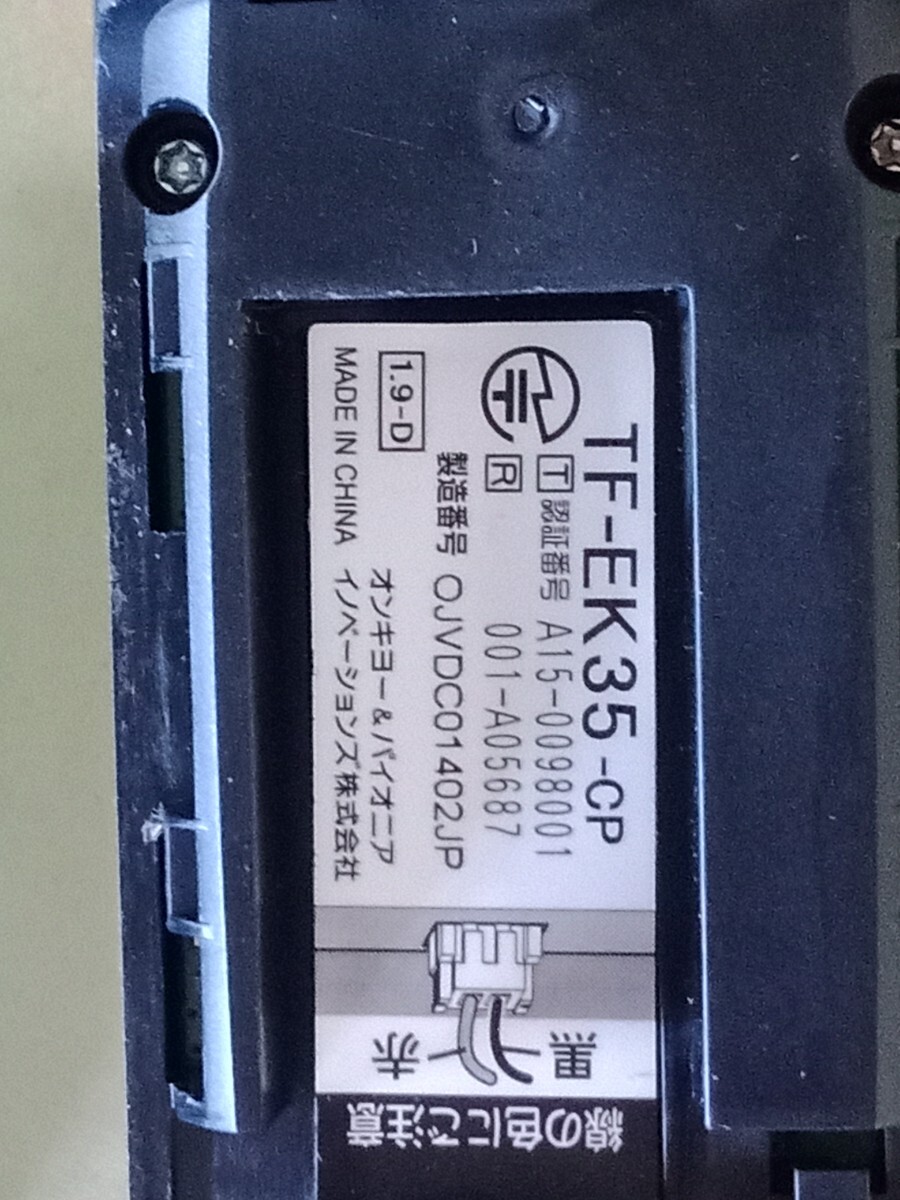 TF-EK35-CP
T 認証番号 A15-0098001
R 001-A05687
製造番号 OJVDC01402JP
1.9-D
オンキヨー&パイオニア
MADE IN CHINA イノベーションズ株式会社
黒
赤
線の色にご注意